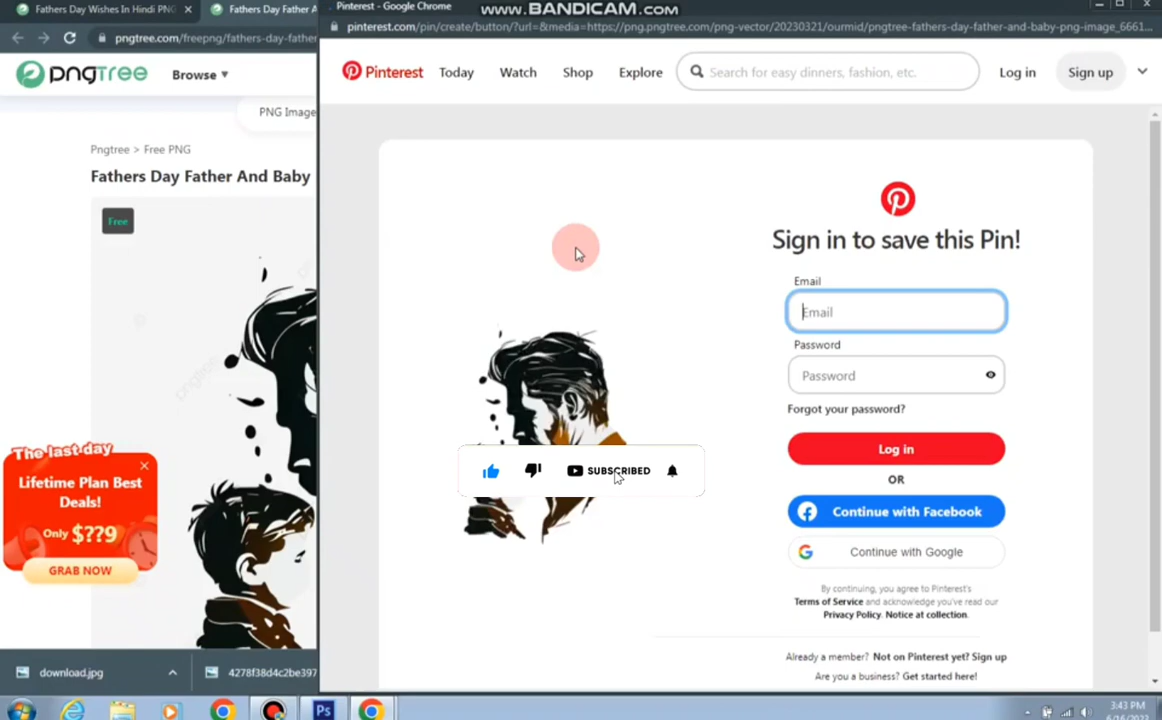 Fathers Day Wishes In Hindi PNG
Fathers Day Father A
pngtree.com/freepng/fathers-day-father
pngtree
Browse
PNG Image
Pngtree > Free PNG
Fathers Day Father And Baby
Free
The last day
Lifetime Plan Best
Deals!
Only $??9
GRAB NOW
download.jpg
4278f38d4c2be397
Pinterest - Google Chrome
www.BANDICAM.com
pinterest.com/pin/create/button/?url=&media=https://png.pngtree.com/png-vector/20230321/ourmid/pngtree-fathers-day-father-and-baby-png-image_6661...
Pinterest
Today
Watch
Shop
Explore
Search for easy dinners, fashion, etc.
Log in
Sign up
Sign in to save this Pin!
Email
Email
Password
Password
Forgot your password?
Log in
OR
Continue with Facebook
Continue with Google
By continuing, you agree to Pinterest's
Terms of Service and acknowledge you've read our
Privacy Policy. Notice at collection.
Already a member? Not on Pinterest yet? Sign up
Are you a business? Get started here!
SUBSCRIBED
Ps
3:43 PM